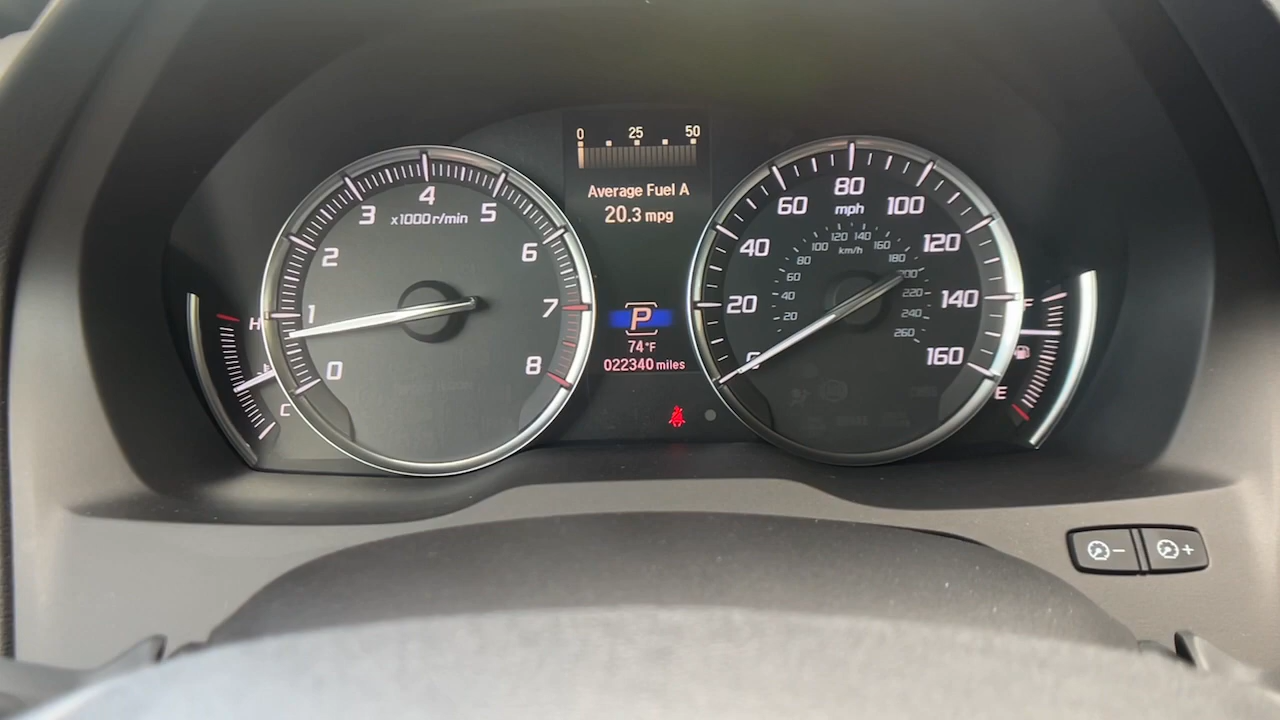 0 25 50
Average Fuel A
20.3 mpg
P
74°F
022340 miles
0 1 2 3 4 5 6 7 8
x1000r/min
H
C
0 20 40 60 80 100 120 140 160
mph
20 40 60 80 100 120 140 160 180 200 220 240 260
km/h
F
E
-
+